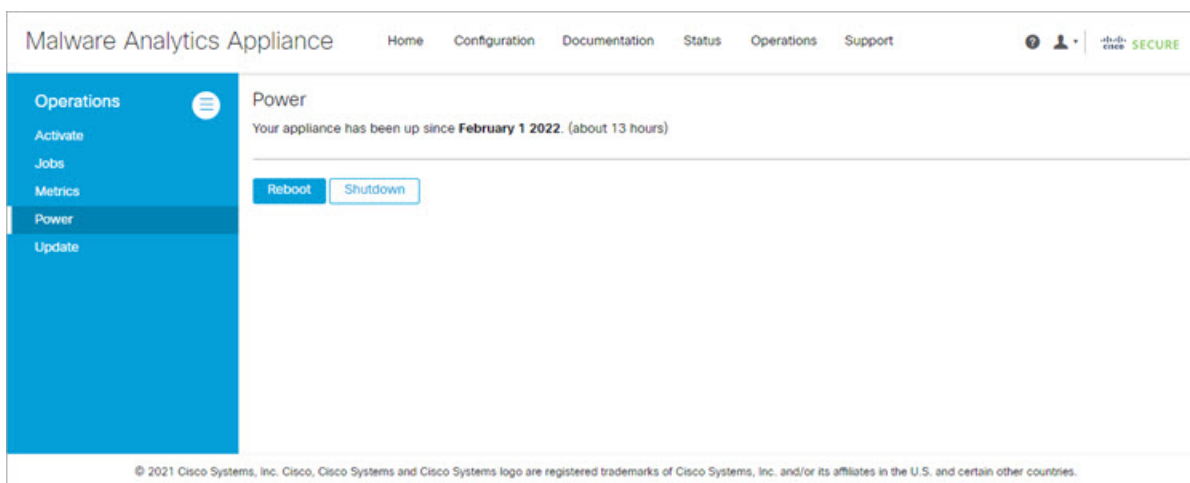 Malware Analytics Appliance Home Configuration Documentation Status Operations Support
cisco SECURE
Operations
Activate
Jobs
Metrics
Power
Update
Power
Your appliance has been up since February 1 2022. (about 13 hours)
Reboot Shutdown
© 2021 Cisco Systems, Inc. Cisco, Cisco Systems and Cisco Systems logo are registered trademarks of Cisco Systems, Inc. and/or its affiliates in the U.S. and certain other countries.